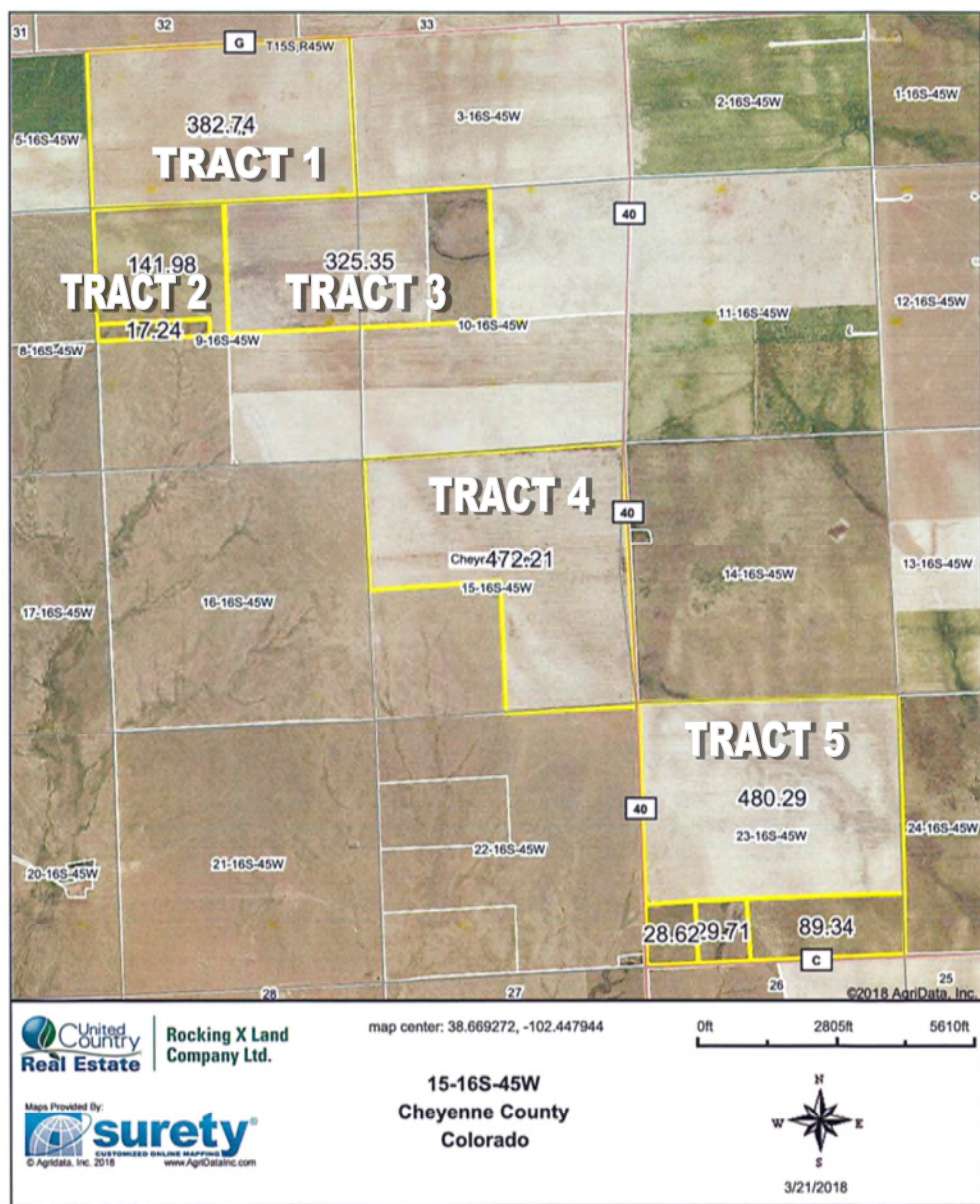 31
32
33
G
T15S,R45W
382.74
TRACT 1
5-16S-45W
3-16S-45W
2-16S-45W
1-16S-45W
40
141.98
TRACT 2
17.24
325.35
TRACT 3
8-16S-45W
9-16S-45W
10-16S-45W
11-16S-45W
12-16S-45W
TRACT 4
40
472.21
15-16S-45W
17-16S-45W
16-16S-45W
14-16S-45W
13-16S-45W
TRACT 5
480.29
40
23-16S-45W
24-16S-45W
20-16S-45W
21-16S-45W
22-16S-45W
28.62
29.71
89.34
C
28
27
26
25
©2018 AgriData, Inc.
United
Country
Real Estate
Rocking X Land
Company Ltd.
map center: 38.669272, -102.447944
0ft 2805ft 5610ft
15-16S-45W
Cheyenne County
Colorado
Maps Provided By:
surety®
CUSTOMIZED ONLINE MAPPING
© Agridata, Inc. 2018 www.AgriDataInc.com
N
W E
S
3/21/2018